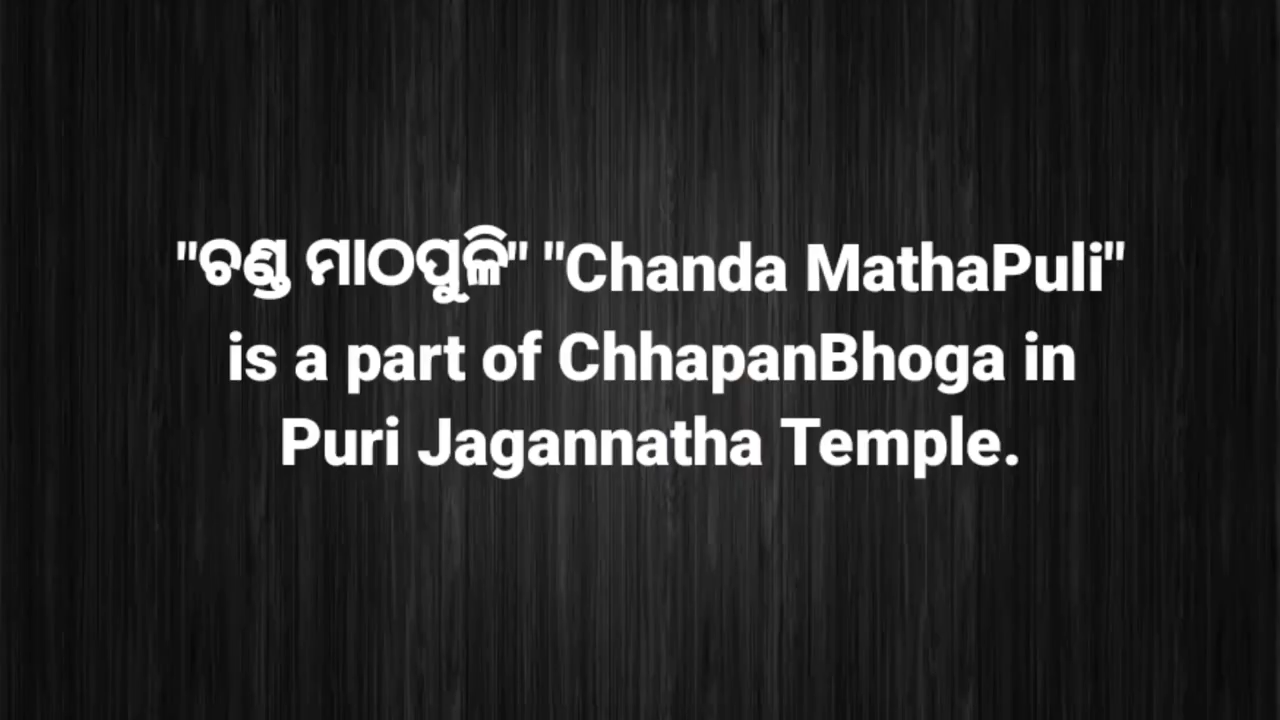 "ଚଣ୍ଡ ମାଠପୁଳି" "Chanda MathaPuli"
is a part of ChhapanBhoga in
Puri Jagannatha Temple.